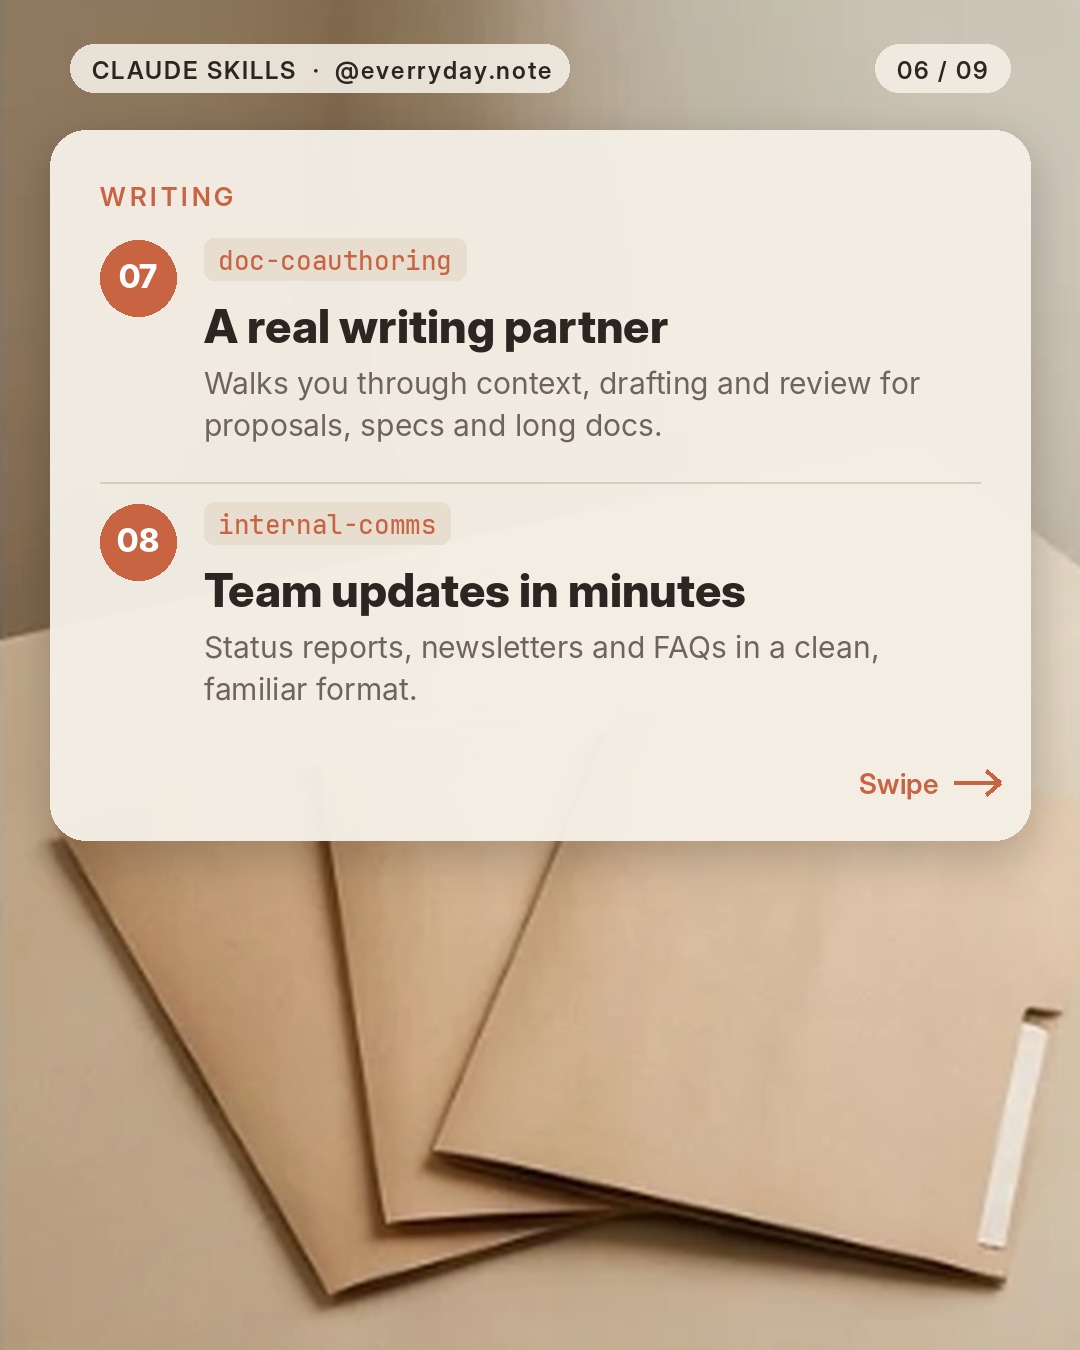 CLAUDE SKILLS · @everryday.note
06 / 09
WRITING
07
doc-coauthoring
A real writing partner
Walks you through context, drafting and review for
proposals, specs and long docs.
08
internal-comms
Team updates in minutes
Status reports, newsletters and FAQs in a clean,
familiar format.
Swipe →